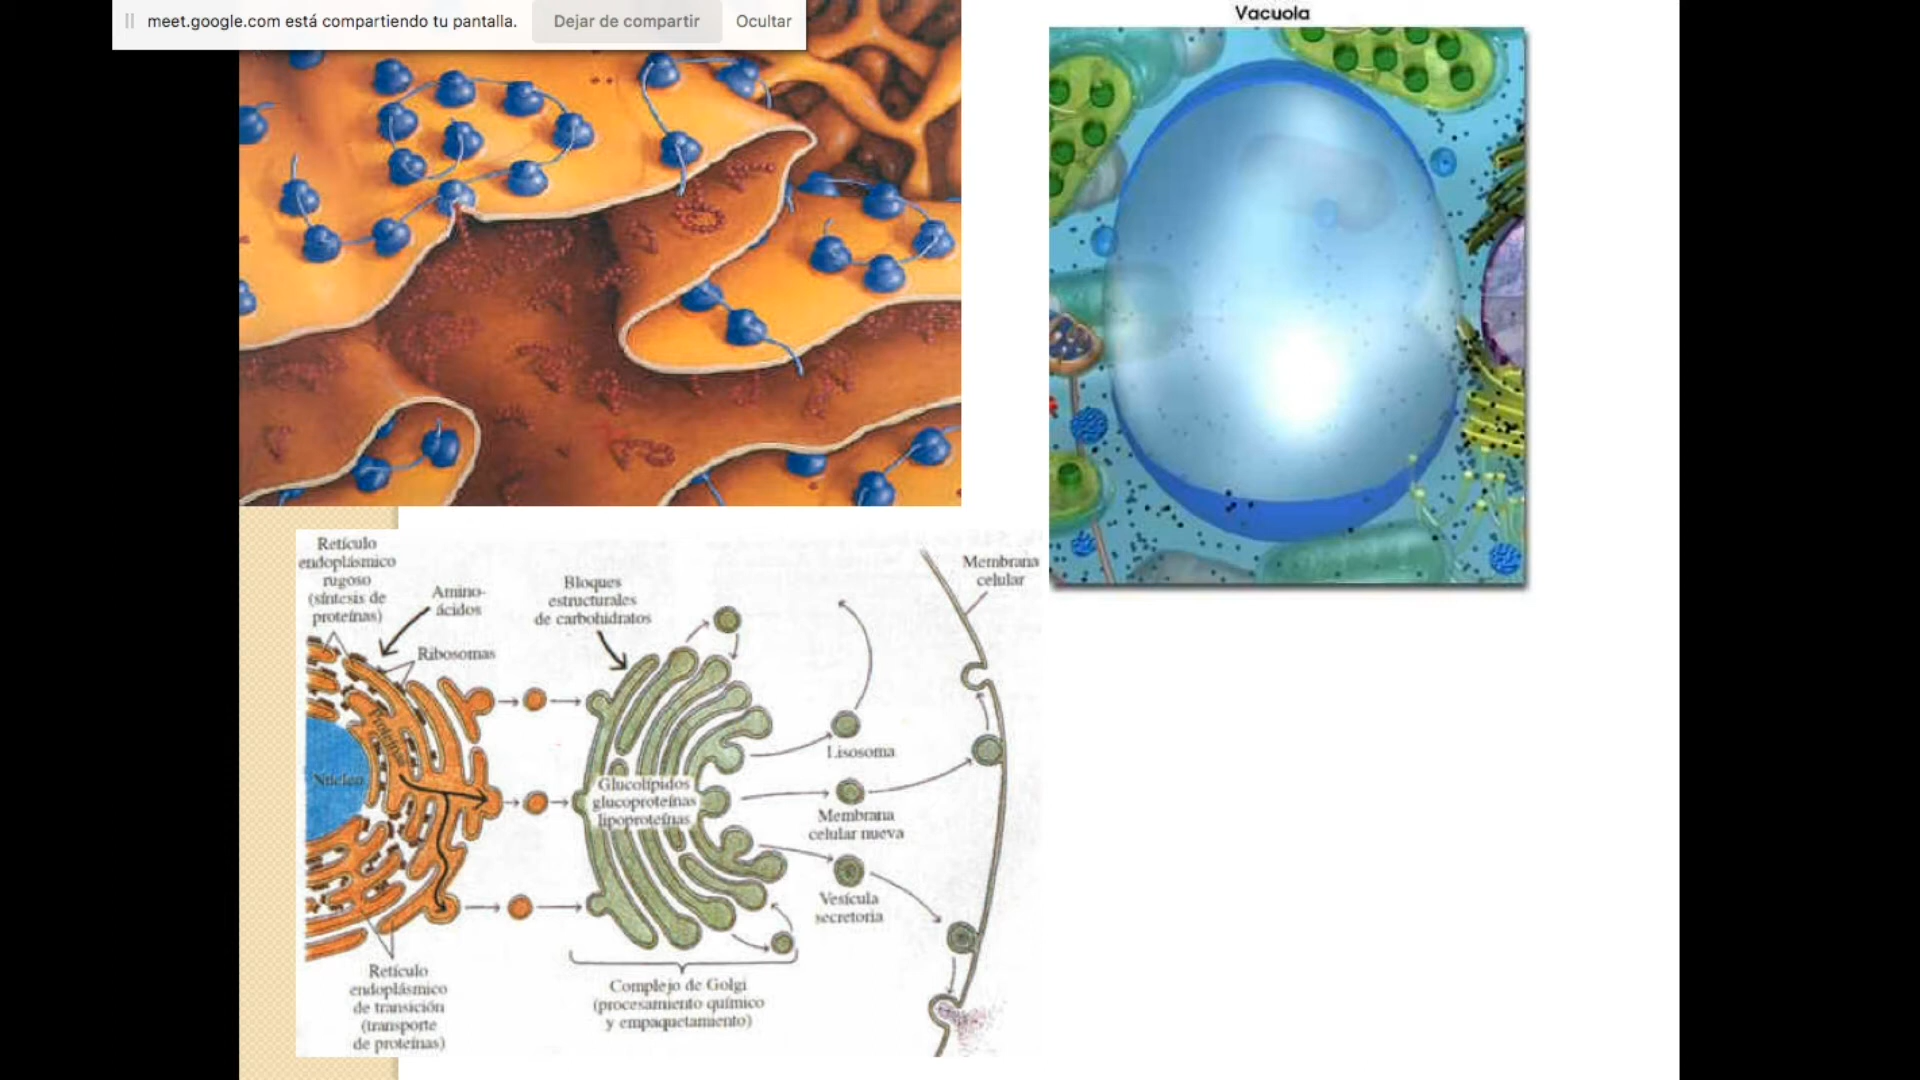 meet.google.com está compartiendo tu pantalla.
Dejar de compartir
Ocultar
Vacuola
Retículo
endoplásmico
rugoso
(síntesis de
proteínas)
Amino-
ácidos
Ribosomas
Bloques
estructurales
de carbohidratos
Membrana
celular
Proteínas
Núcleo
Glucolípidos
glucoproteínas
lipoproteínas
Lisosoma
Membrana
celular nueva
Vesícula
secretoria
Retículo
endoplásmico
de transición
(transporte
de proteínas)
Complejo de Golgi
(procesamiento químico
y empaquetamiento)